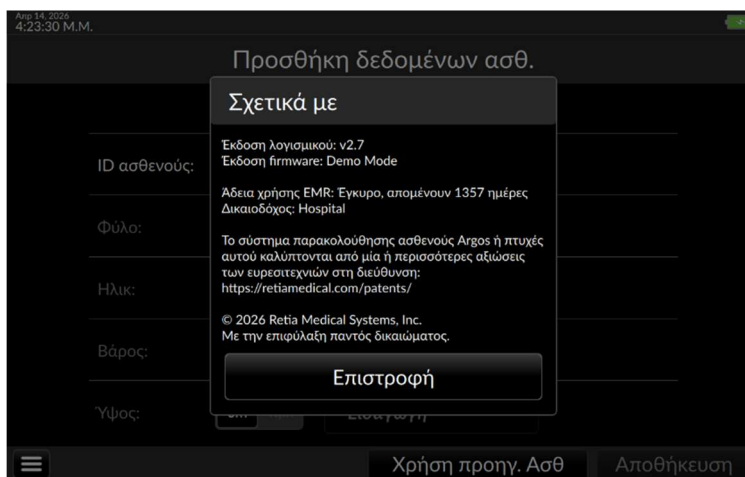 Απρ 14, 2026
4:23:30 Μ.Μ.
Προσθήκη δεδομένων ασθ.
Σχετικά με
Έκδοση λογισμικού: v2.7
Έκδοση firmware: Demo Mode
Άδεια χρήσης EMR: Έγκυρο, απομένουν 1357 ημέρες
Δικαιοδόχος: Hospital
Το σύστημα παρακολούθησης ασθενούς Argos ή πτυχές
αυτού καλύπτονται από μία ή περισσότερες αξιώσεις
των ευρεσιτεχνιών στη διεύθυνση:
https://retiamedical.com/patents/
© 2026 Retia Medical Systems, Inc.
Με την επιφύλαξη παντός δικαιώματος.
Επιστροφή
ID ασθενούς:
Φύλο:
Ηλικ:
Βάρος:
Ύψος:
Χρήση προηγ. Ασθ
Αποθήκευση